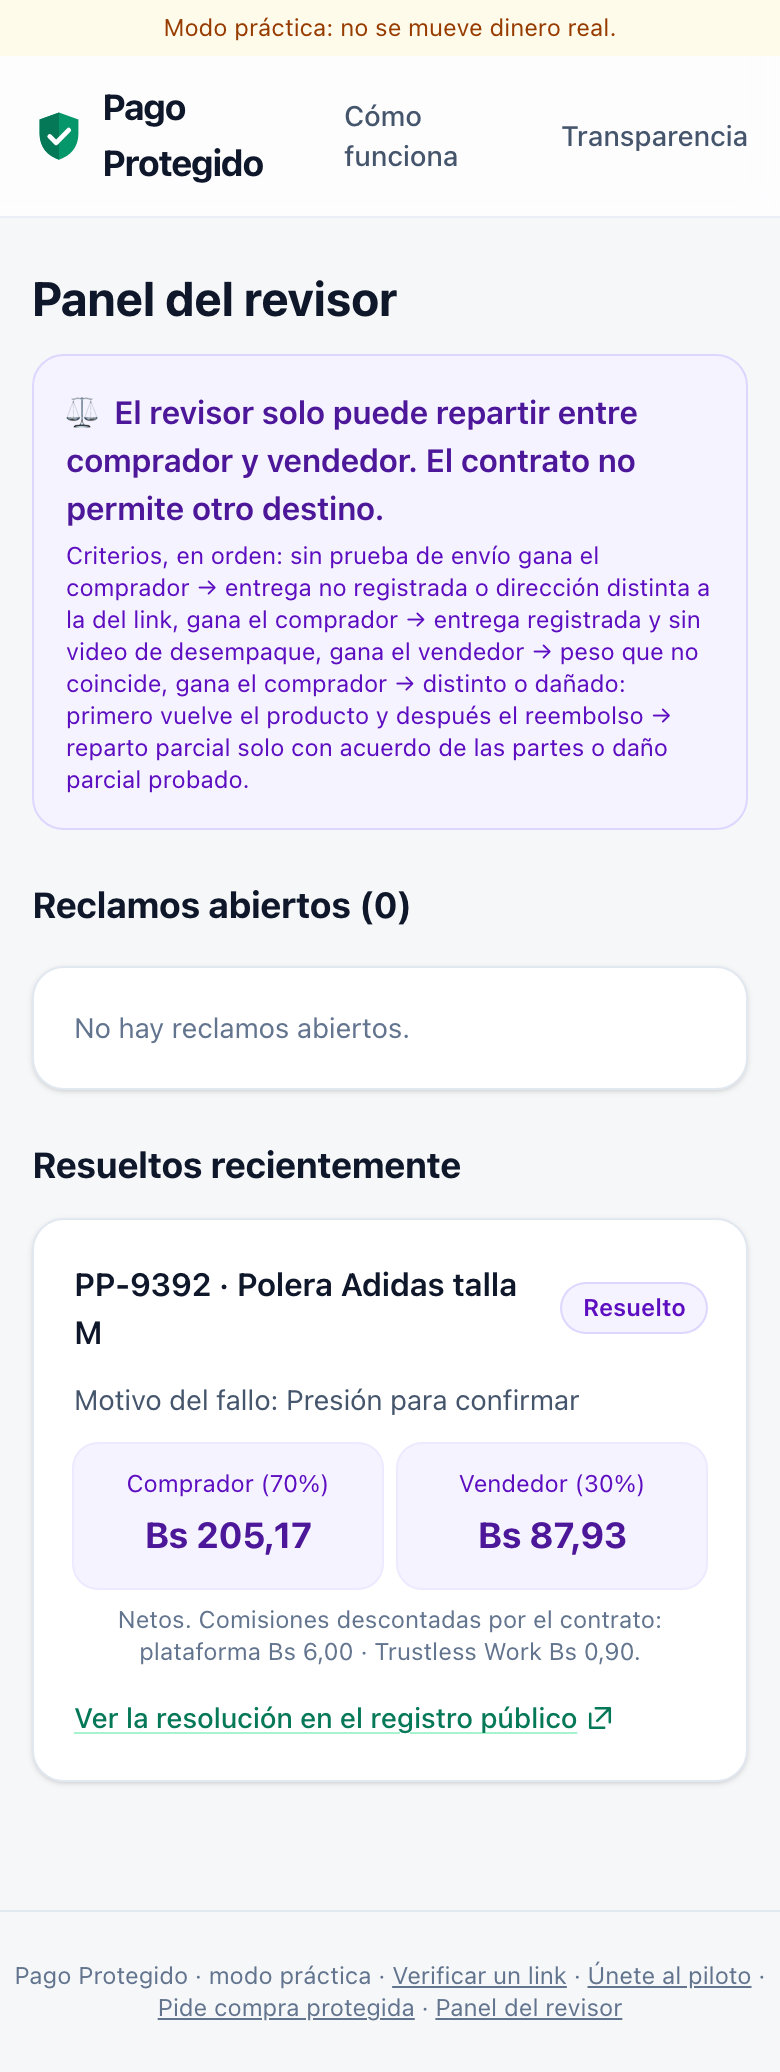 Modo práctica: no se mueve dinero real.
Pago
Protegido
Cómo
funciona
Transparencia
Panel del revisor
⚖ El revisor solo puede repartir entre
comprador y vendedor. El contrato no
permite otro destino.
Criterios, en orden: sin prueba de envío gana el
comprador → entrega no registrada o dirección distinta a
la del link, gana el comprador → entrega registrada y sin
video de desempaque, gana el vendedor → peso que no
coincide, gana el comprador → distinto o dañado:
primero vuelve el producto y después el reembolso →
reparto parcial solo con acuerdo de las partes o daño
parcial probado.
Reclamos abiertos (0)
No hay reclamos abiertos.
Resueltos recientemente
PP-9392 · Polera Adidas talla
M
Resuelto
Motivo del fallo: Presión para confirmar
Comprador (70%)
Bs 205,17
Vendedor (30%)
Bs 87,93
Netos. Comisiones descontadas por el contrato:
plataforma Bs 6,00 · Trustless Work Bs 0,90.
Ver la resolución en el registro público
Pago Protegido · modo práctica · Verificar un link · Únete al piloto ·
Pide compra protegida · Panel del revisor